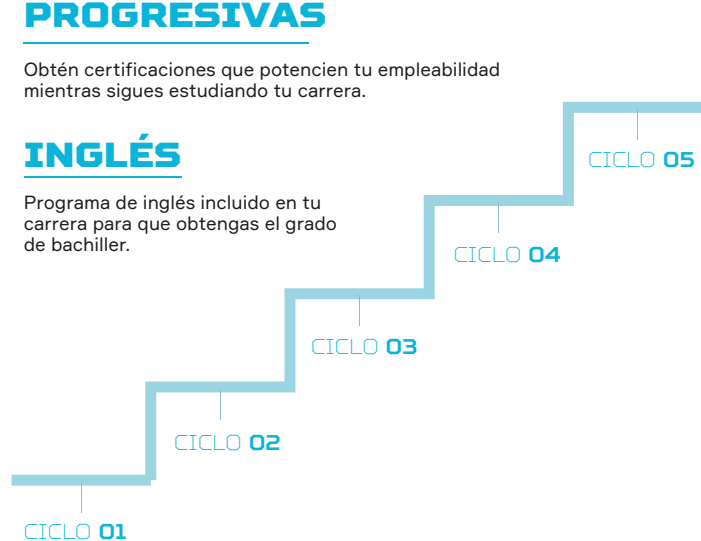 PROGRESIVAS
Obtén certificaciones que potencien tu empleabilidad
mientras sigues estudiando tu carrera.
INGLÉS
Programa de inglés incluido en tu
carrera para que obtengas el grado
de bachiller.
CICLO 05
CICLO 04
CICLO 03
CICLO 02
CICLO 01